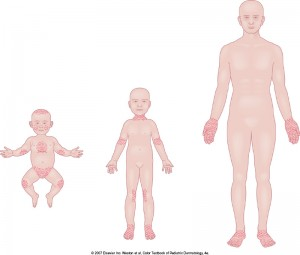 © 2007 Elsevier Inc. Weston et al. Color Textbook of Pediatric Dermatology, 4e.